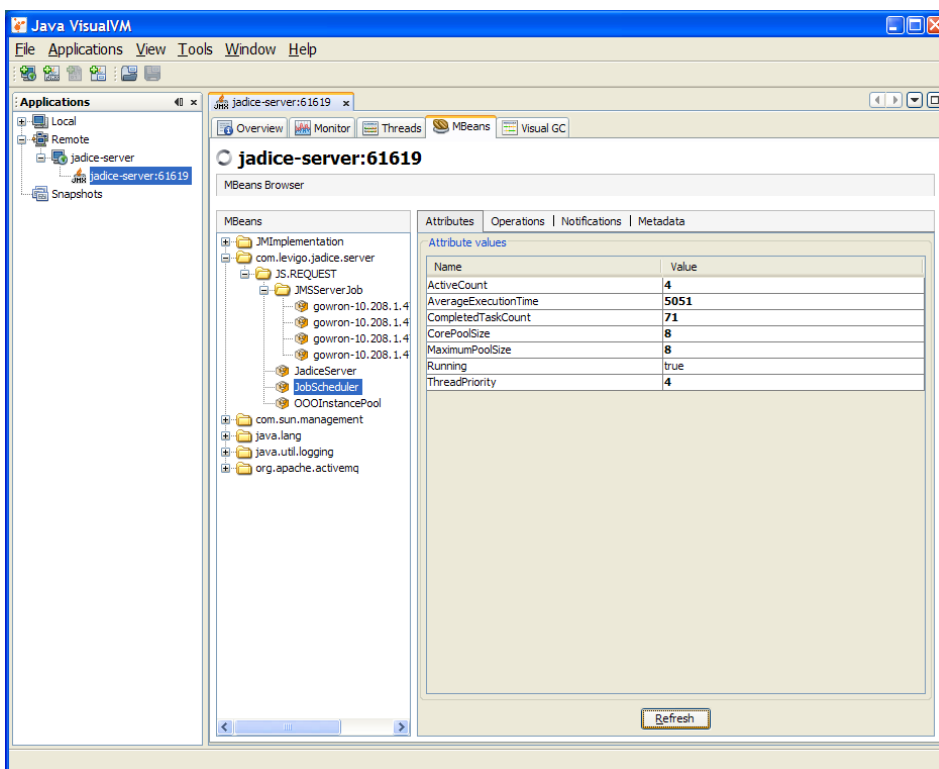 Java VisualVM
File Applications View Tools Window Help
Applications
Local
Remote
jadice-server
JMX jadice-server:61619
Snapshots
JMX jadice-server:61619
Overview Monitor Threads MBeans Visual GC
jadice-server:61619
MBeans Browser
MBeans
JMImplementation
com.levigo.jadice.server
JS.REQUEST
JMSServerJob
gowron-10.208.1.4
gowron-10.208.1.4
gowron-10.208.1.4
gowron-10.208.1.4
JadiceServer
JobScheduler
OOOInstancePool
com.sun.management
java.lang
java.util.logging
org.apache.activemq
Attributes Operations Notifications Metadata
Attribute values
Name Value
ActiveCount 4
AverageExecutionTime 5051
CompletedTaskCount 71
CorePoolSize 8
MaximumPoolSize 8
Running true
ThreadPriority 4
Refresh